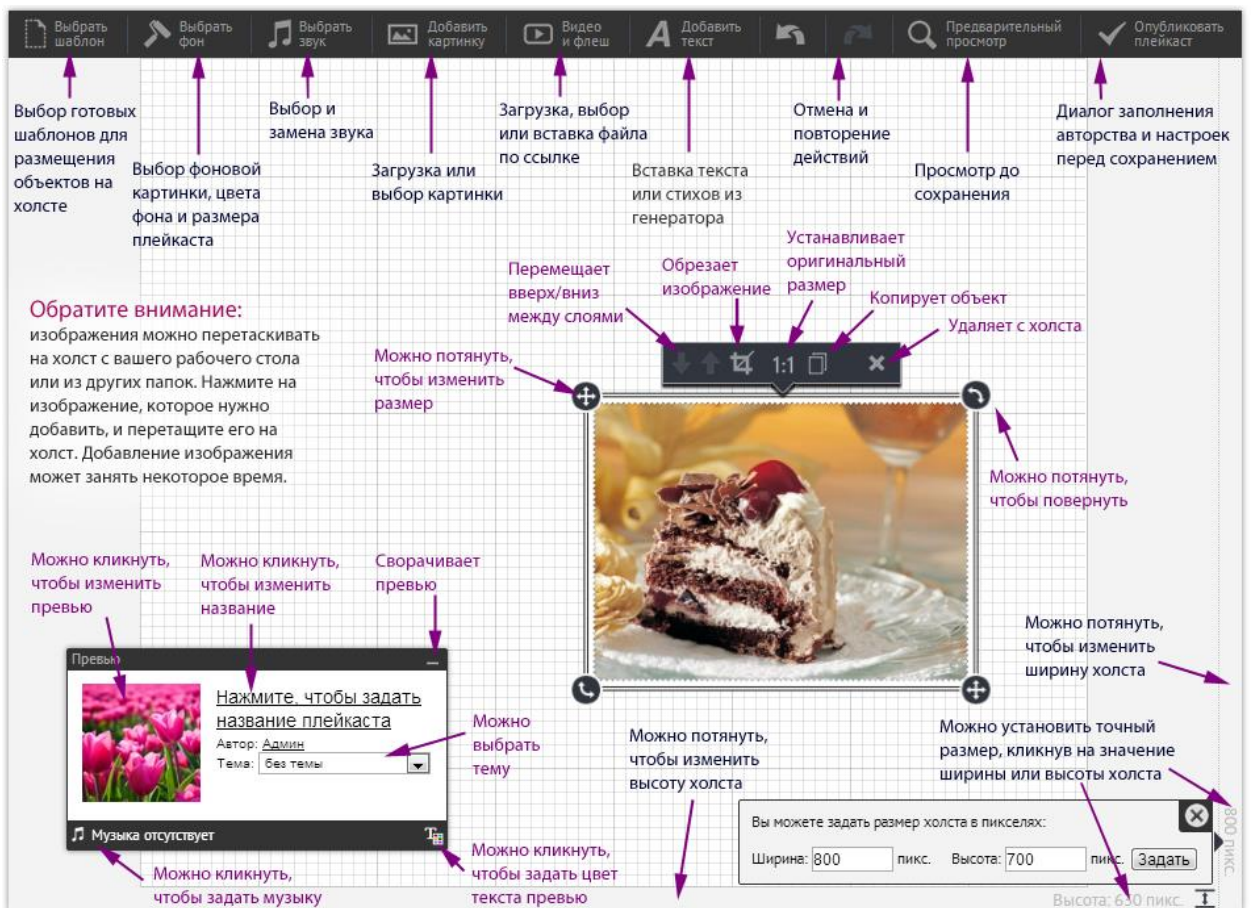 Выбрать
шаблон
Выбрать
фон
Выбрать
звук
Добавить
картинку
Видео
и флеш
A
Добавить
текст
Предварительный
просмотр
Опубликовать
плейкаст
Выбор готовых
шаблонов для
размещения
объектов на
холсте
Выбор фоновой
картинки, цвета
фона и размера
плейкаста
Выбор и
замена звука
Загрузка или
выбор картинки
Загрузка, выбор
или вставка файла
по ссылке
Вставка текста
или стихов из
генератора
Отмена и
повторение
действий
Просмотр до
сохранения
Диалог заполнения
авторства и настроек
перед сохранением
Перемещает
вверх/вниз
между слоями
Обрезает
изображение
Устанавливает
оригинальный
размер
Копирует объект
Удаляет с холста
1:1
Обратите внимание:
изображения можно перетаскивать
на холст с вашего рабочего стола
или из других папок. Нажмите на
изображение, которое нужно
добавить, и перетащите его на
холст. Добавление изображения
может занять некоторое время.
Можно потянуть,
чтобы изменить
размер
Можно потянуть,
чтобы повернуть
Можно кликнуть,
чтобы изменить
превью
Можно кликнуть,
чтобы изменить
название
Сворачивает
превью
Превью
Нажмите, чтобы задать
название плейкаста
Автор: Админ
Тема: без темы
Можно
выбрать
тему
Музыка отсутствует
T
Можно кликнуть,
чтобы задать музыку
Можно кликнуть,
чтобы задать цвет
текста превью
Можно потянуть,
чтобы изменить
высоту холста
Можно потянуть,
чтобы изменить
ширину холста
Можно установить точный
размер, кликнув на значение
ширины или высоты холста
Вы можете задать размер холста в пикселях:
Ширина: 800 пикс. Высота: 700 пикс. Задать
800 пикс.
Высота: 630 пикс.